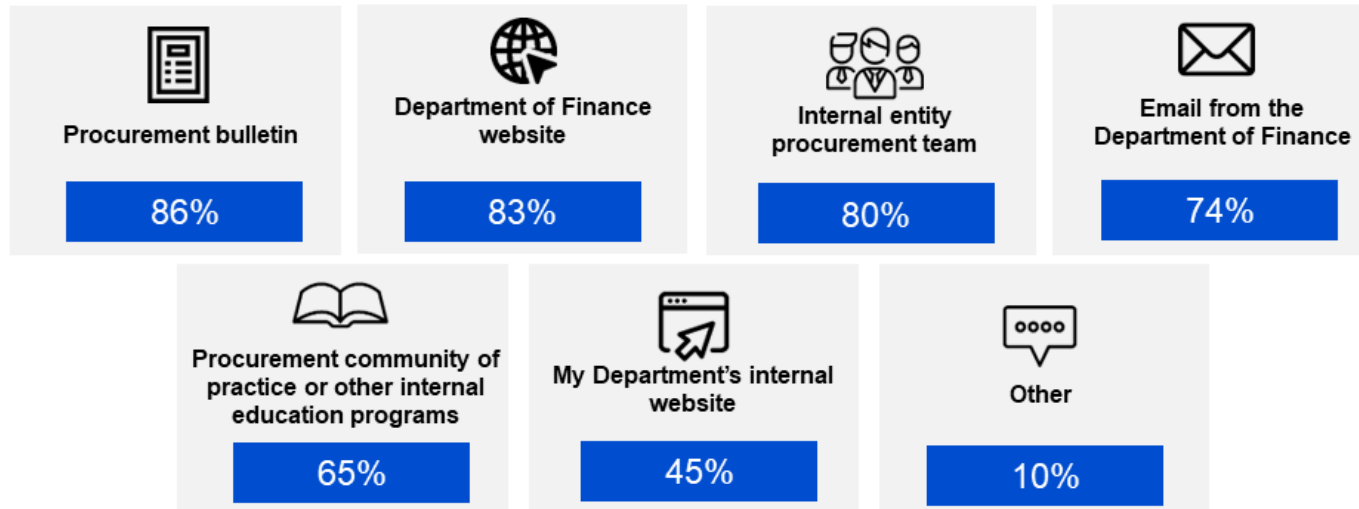 Procurement bulletin
86%
Department of Finance
website
83%
Internal entity
procurement team
80%
Email from the
Department of Finance
74%
Procurement community of
practice or other internal
education programs
65%
My Department’s internal
website
45%
Other
10%